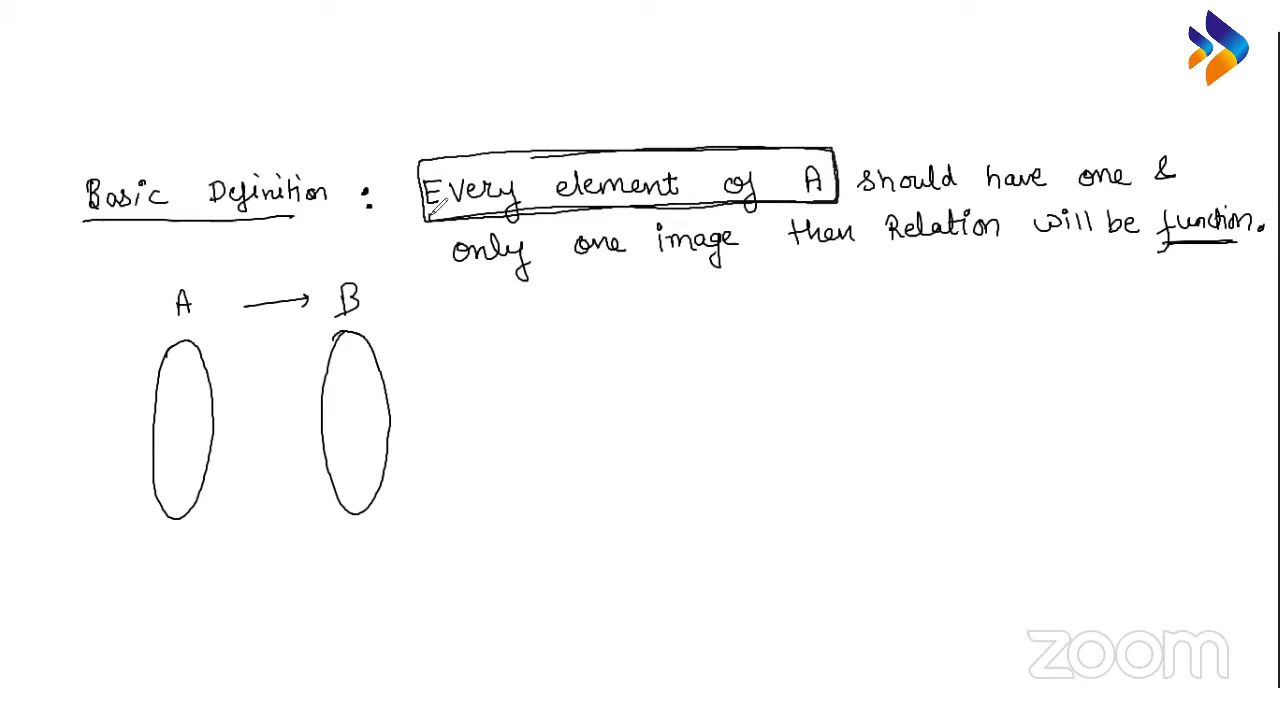 Basic Definition : Every element of A should have one &
only one image then Relation will be function.
A → B
zoom